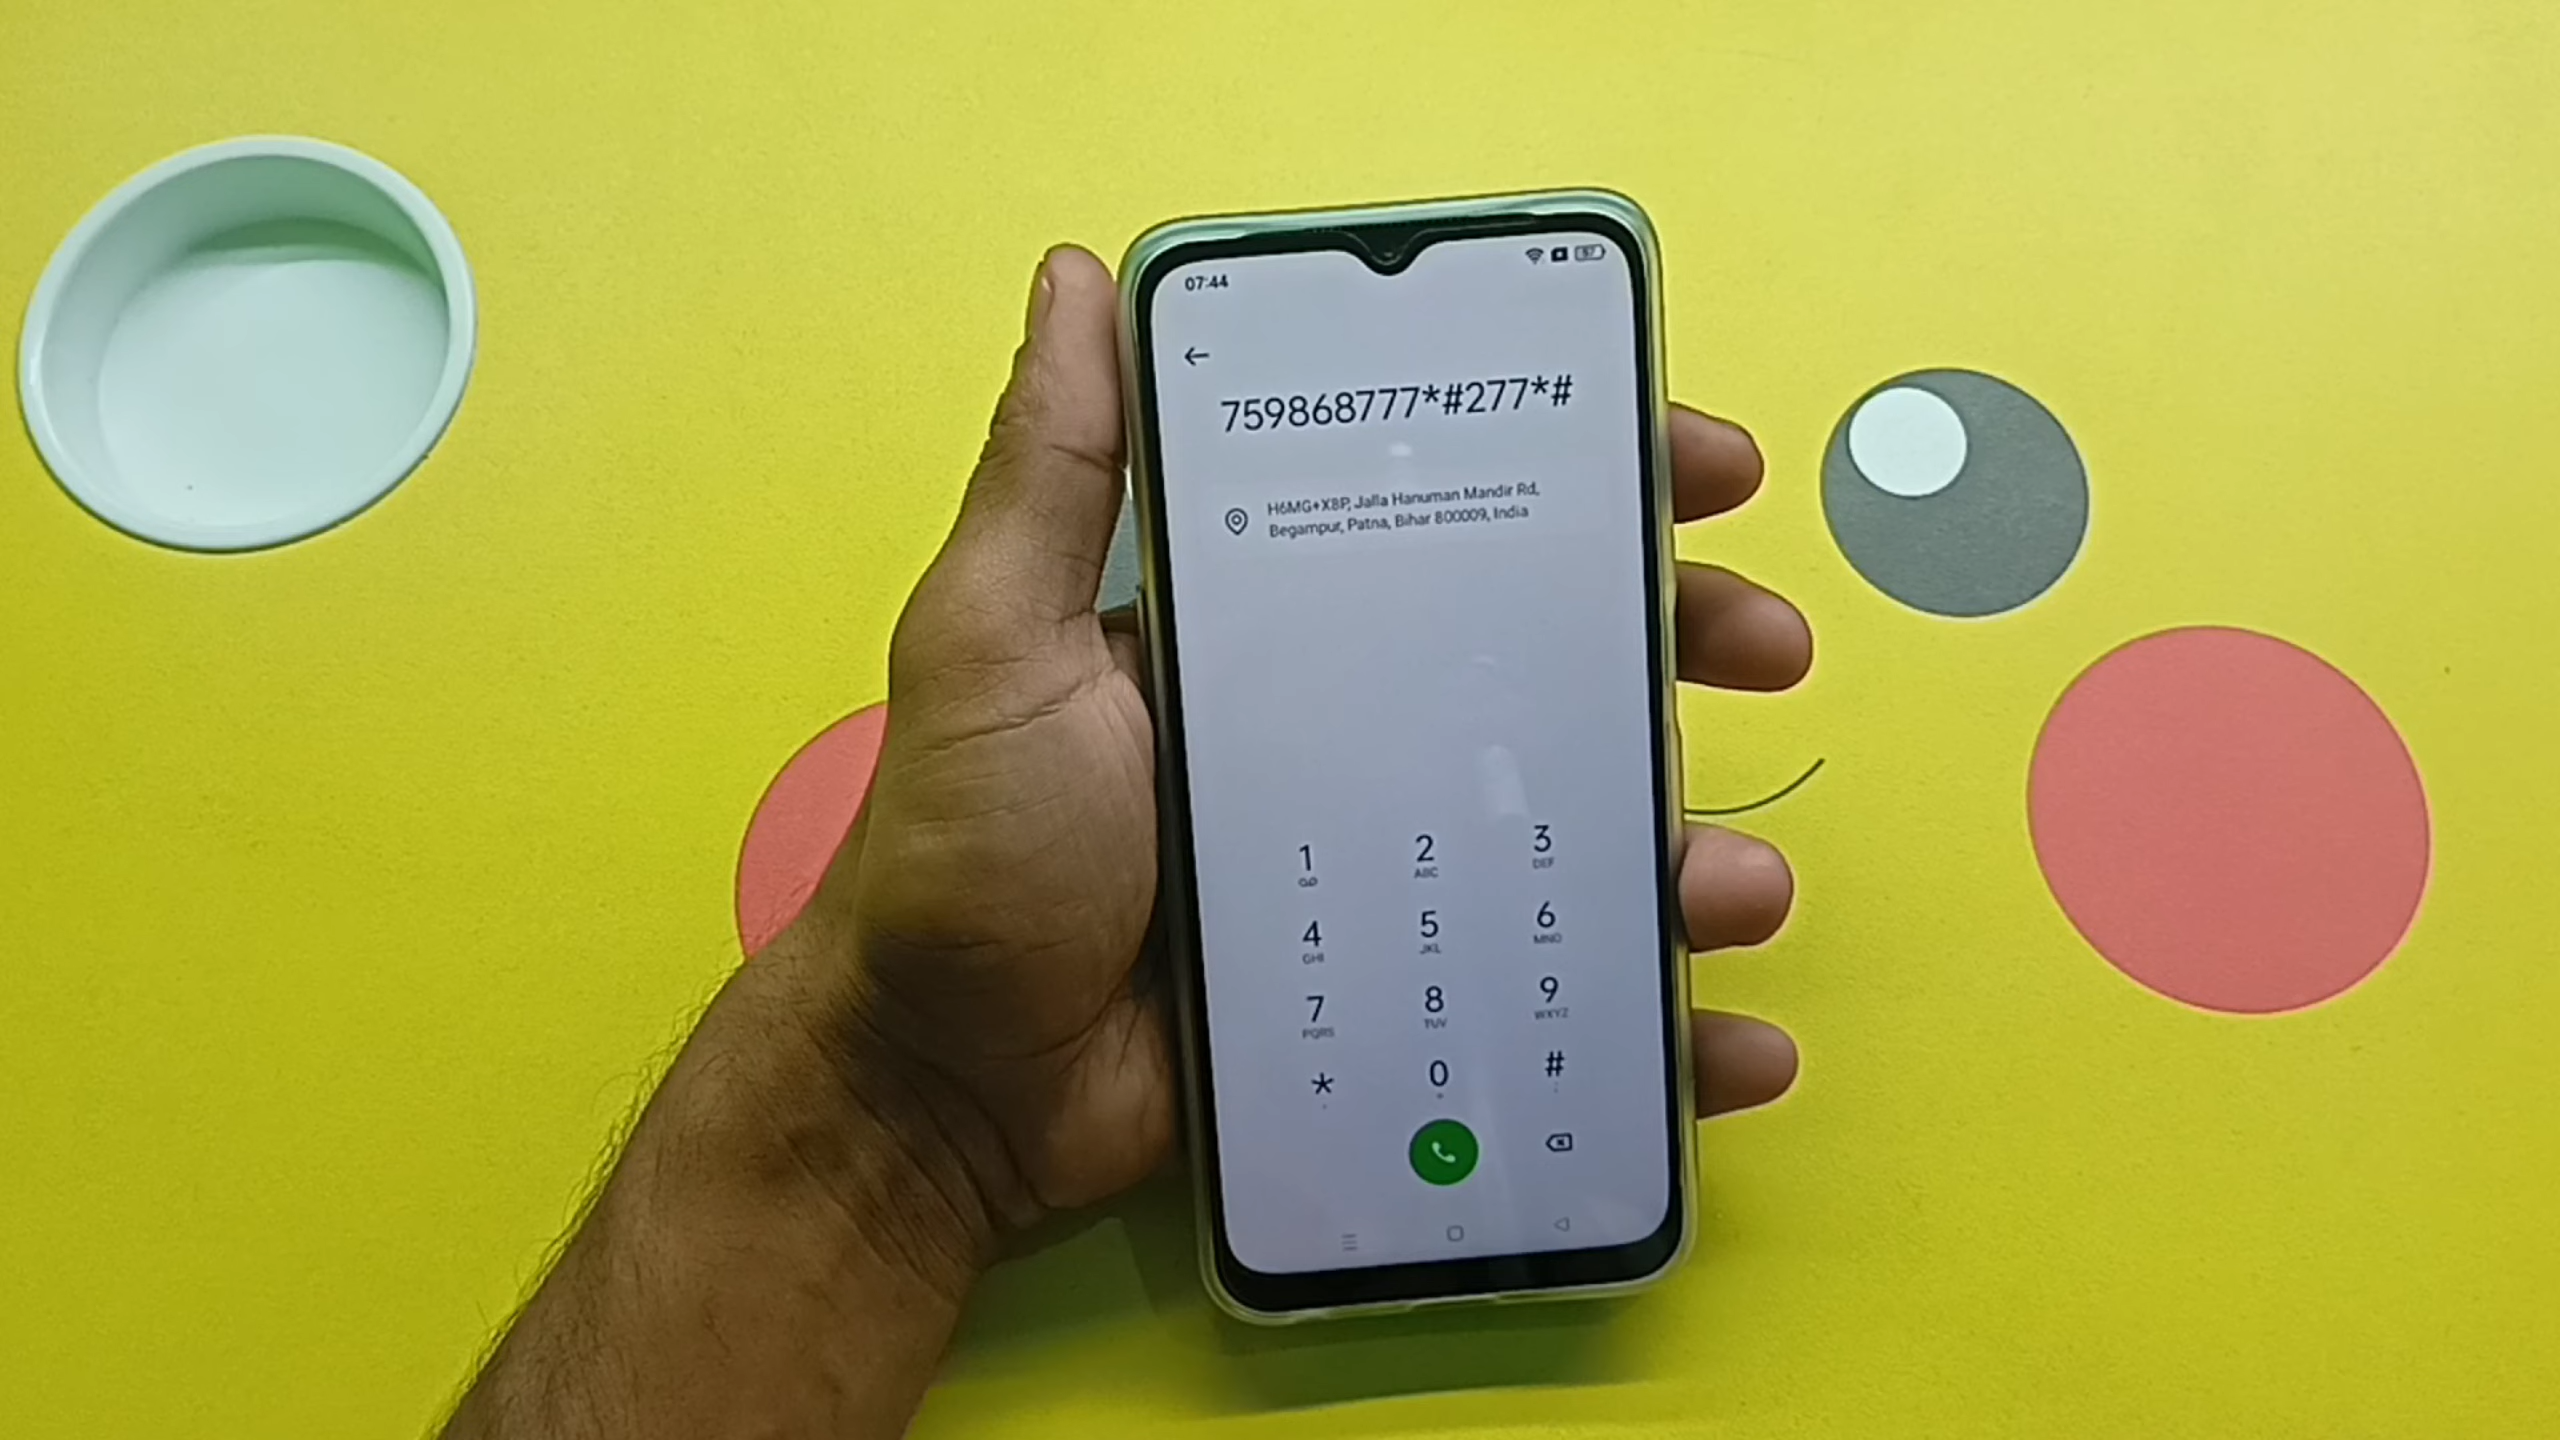 07:44
57
759868777*#277*#
H6MG+X8P, Jalla Hanuman Mandir Rd,
Begampur, Patna, Bihar 800009, India
1 2 3
ABC DEF
4 5 6
GHI JKL MNO
7 8 9
PQRS TUV WXYZ
* 0 #